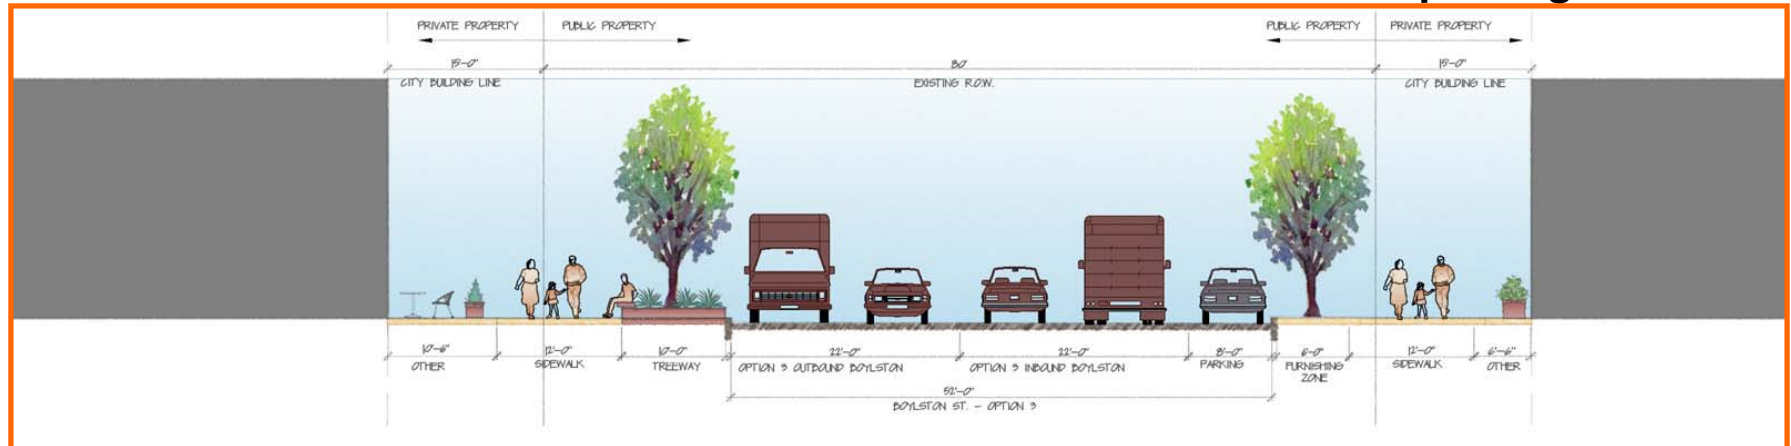 PRIVATE PROPERTY PUBLIC PROPERTY PUBLIC PROPERTY PRIVATE PROPERTY
15'-0" 80' 15'-0"
CITY BUILDING LINE EXISTING R.O.W. CITY BUILDING LINE
10'-6" 12'-0" 10'-0" 22'-0" 22'-0" 8'-0" 6'-0" 12'-0" 6'-6"
OTHER SIDEWALK TREEWAY OPTION 3 OUTBOUND BOYLSTON OPTION 3 INBOUND BOYLSTON PARKING FURNISHING ZONE SIDEWALK OTHER
52'-0"
BOYLSTON ST. - OPTION 3